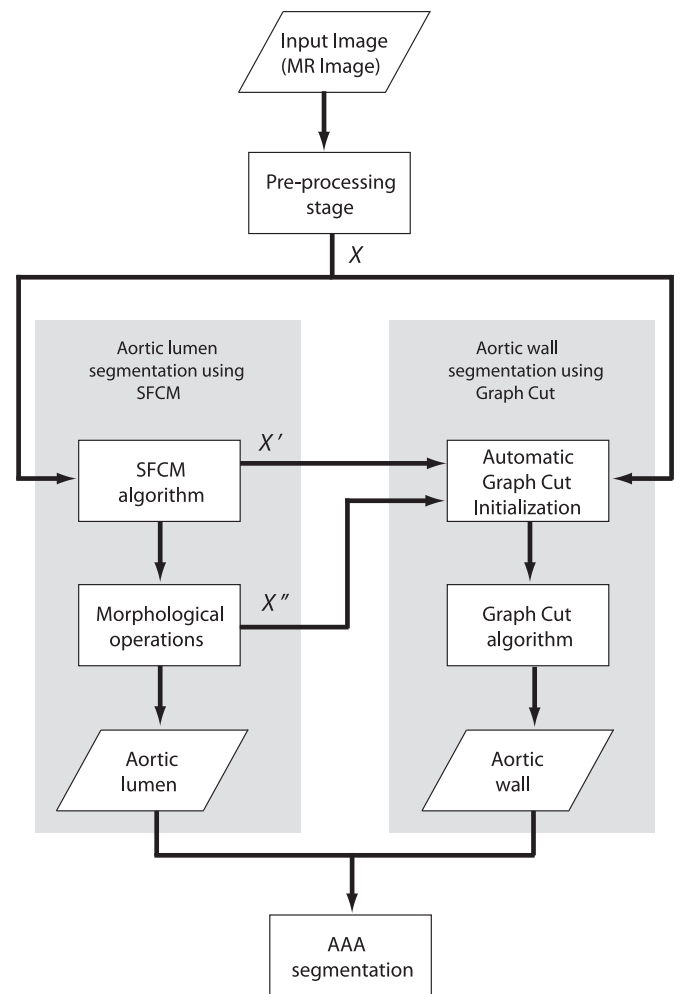 Input Image
(MR Image)
Pre-processing
stage
X
Aortic lumen
segmentation using
SFCM
Aortic wall
segmentation using
Graph Cut
SFCM
algorithm
X'
Automatic
Graph Cut
Initialization
Morphological
operations
X"
Graph Cut
algorithm
Aortic
lumen
Aortic
wall
AAA
segmentation